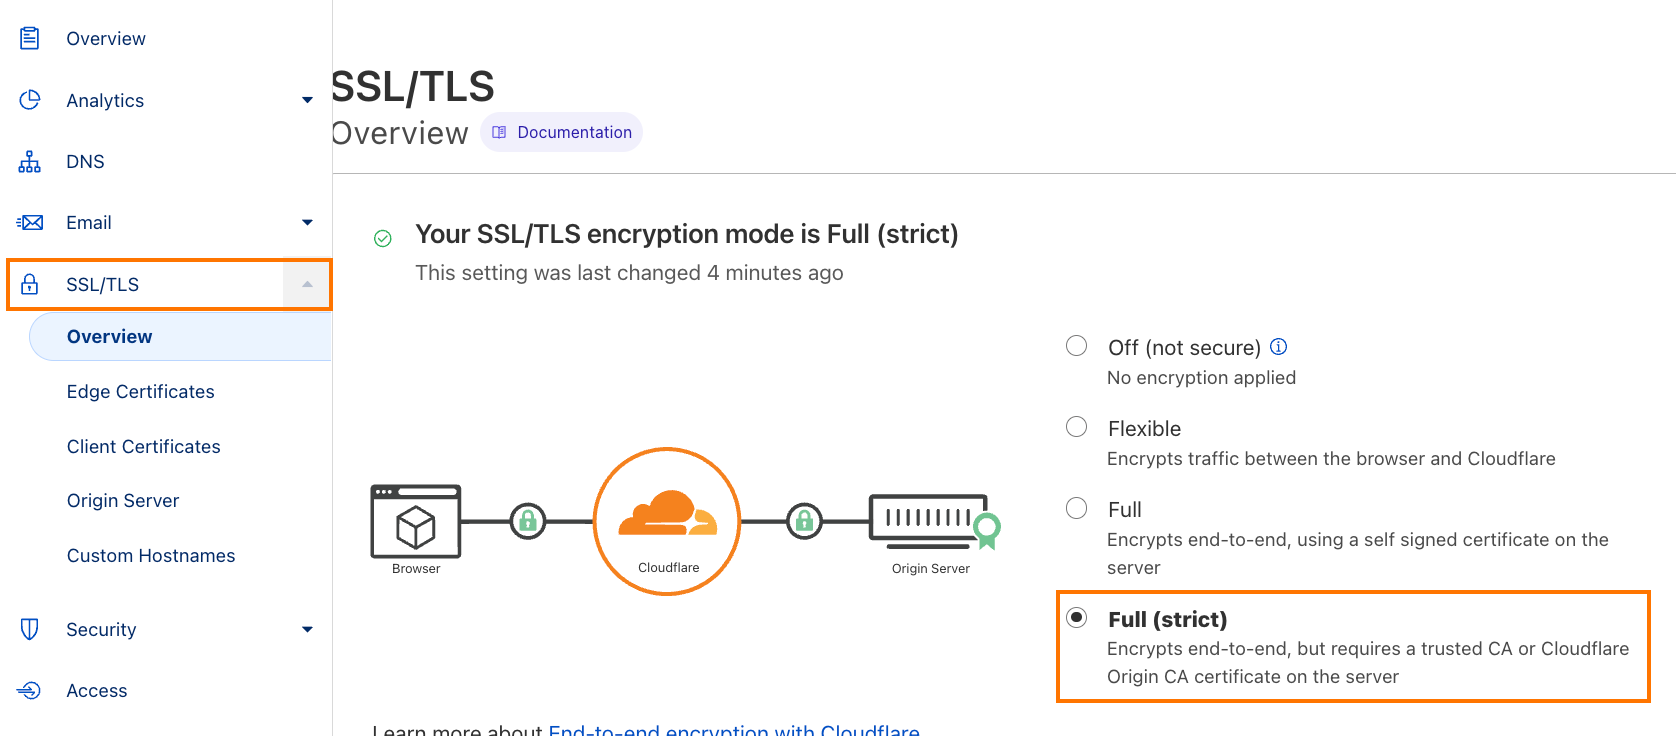 Overview
Analytics
DNS
Email
SSL/TLS
Overview
Edge Certificates
Client Certificates
Origin Server
Custom Hostnames
Security
Access
SSL/TLS
Overview
Documentation
Your SSL/TLS encryption mode is Full (strict)
This setting was last changed 4 minutes ago
Browser
Cloudflare
Origin Server
Off (not secure)
No encryption applied
Flexible
Encrypts traffic between the browser and Cloudflare
Full
Encrypts end-to-end, using a self signed certificate on the
server
Full (strict)
Encrypts end-to-end, but requires a trusted CA or Cloudflare
Origin CA certificate on the server
Learn more about End-to-end encryption with Cloudflare